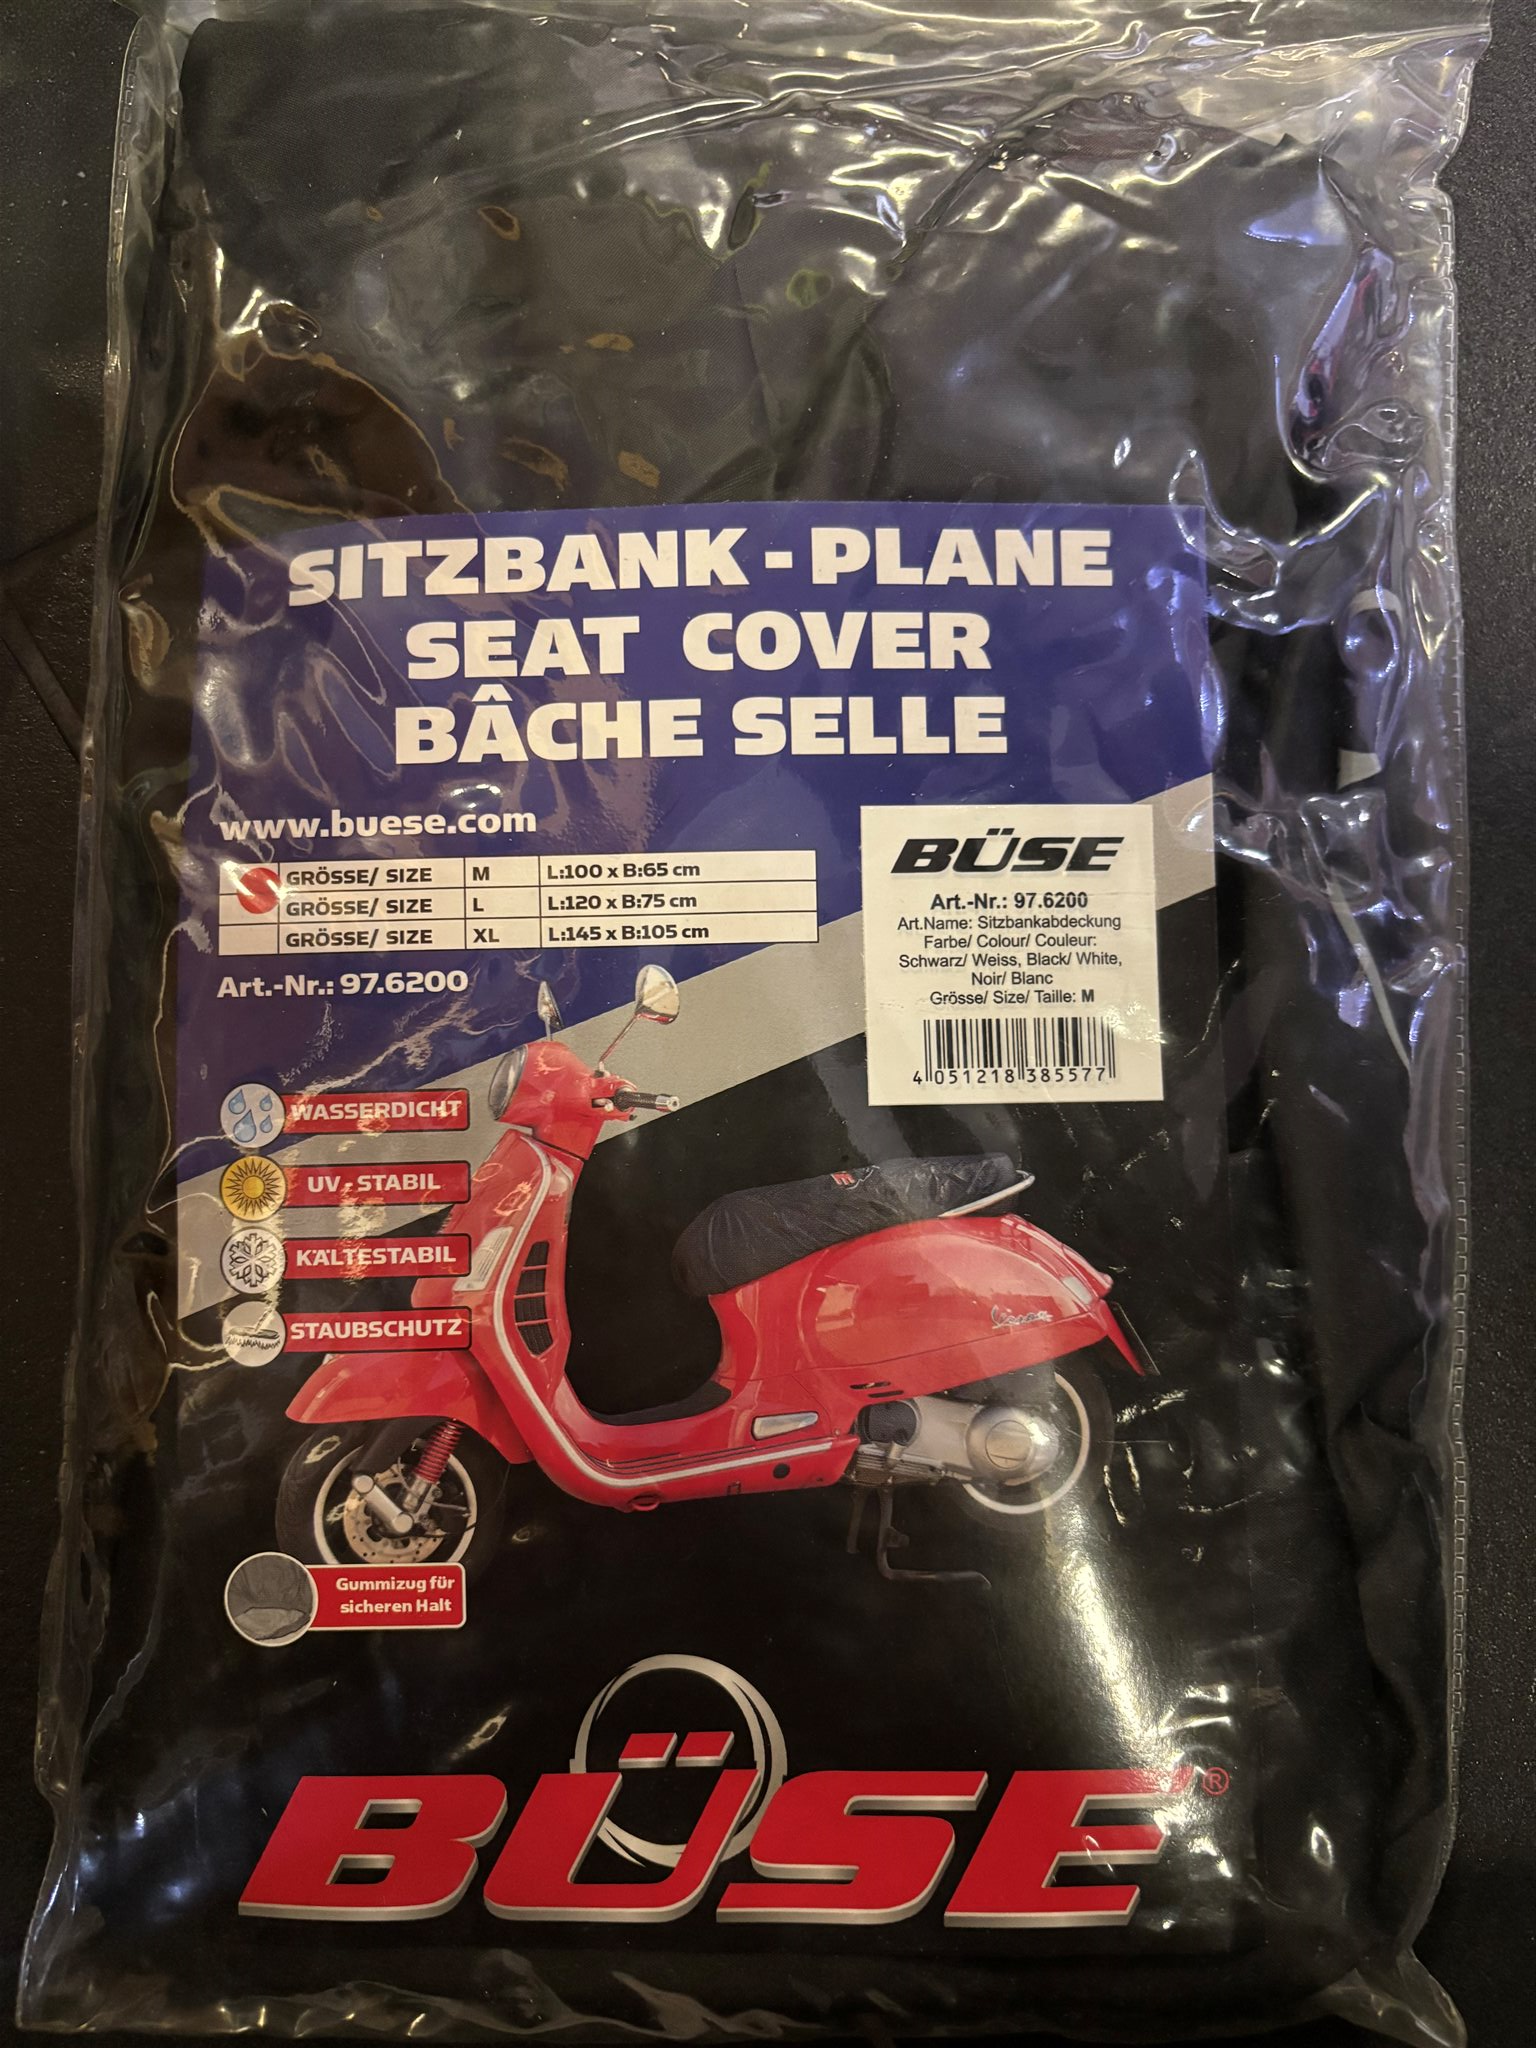 SITZBANK - PLANE
SEAT COVER
BÂCHE SELLE
www.buese.com
GRÖSSE/ SIZE M L:100 x B:65 cm
GRÖSSE/ SIZE L L:120 x B:75 cm
GRÖSSE/ SIZE XL L:145 x B:105 cm
Art.-Nr.: 97.6200
BÜSE
Art.-Nr.: 97.6200
Art.Name: Sitzbankabdeckung
Farbe/ Colour/ Couleur:
Schwarz/ Weiss, Black/ White,
Noir/ Blanc
Grösse/ Size/ Taille: M
4 051218 385577
WASSERDICHT
UV - STABIL
KÄLTESTABIL
STAUBSCHUTZ
Vespa
Gummizug für
sicheren Halt
BÜSE®